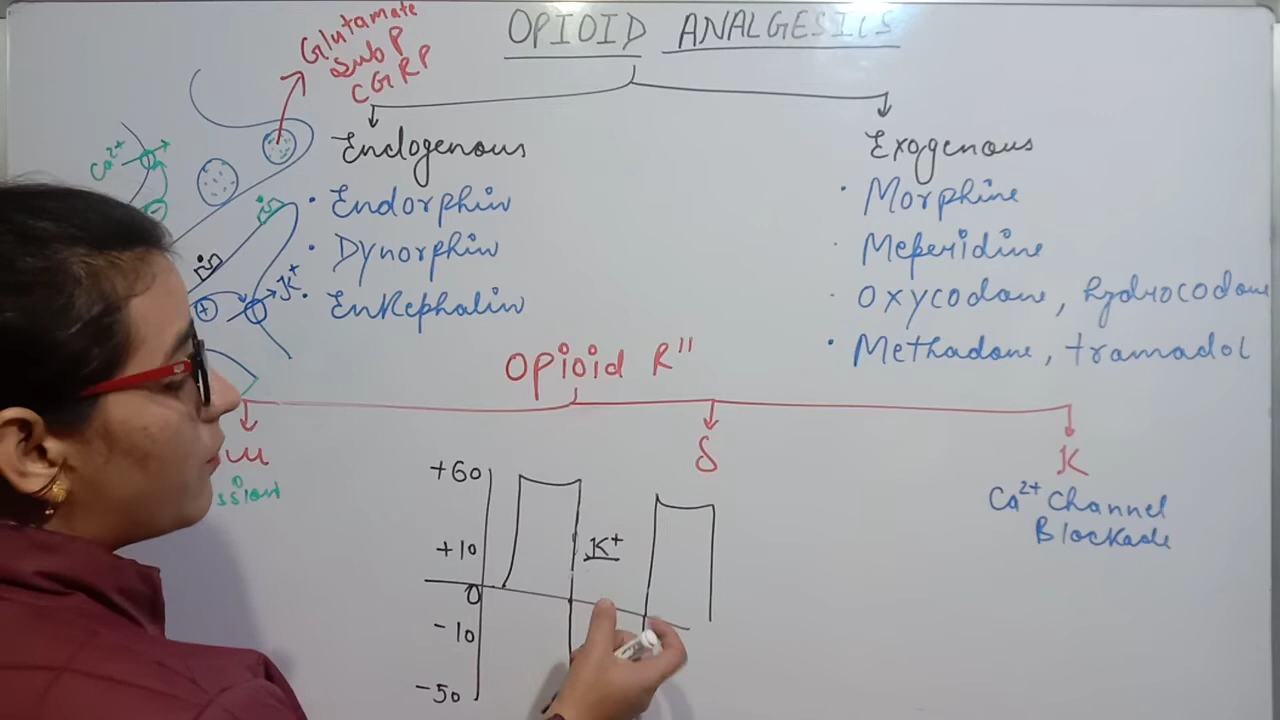 OPIOID ANALGESICS
Glutamate
Sub P
CGRP
Ca²⁺
K⁺
Endogenous
• Endorphin
• Dynorphin
• Enkephalin
Exogenous
• Morphine
• Meperidine
• Oxycodone, hydrocodone
• Methadone, tramadol
Opioid R"
μ
δ
K
Ca²⁺ Channel
Blockade
+60
+10
0
-10
-50
K⁺